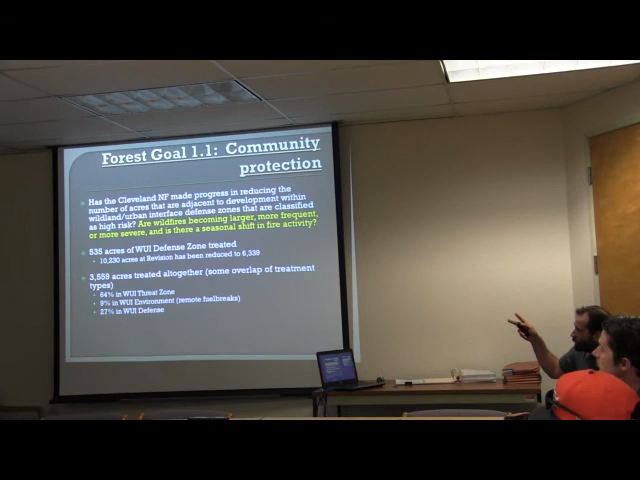 Forest Goal 1.1: Community
protection
Has the Cleveland NF made progress in reducing the
number of acres that are adjacent to development within
wildland/urban interface defense zones that are classified
as high risk? Are wildfires becoming larger, more frequent,
or more severe, and is there a seasonal shift in fire activity?
535 acres of WUI Defense Zone treated
10,230 acres at Revision has been reduced to 6,339
3,559 acres treated altogether (some overlap of treatment
types)
64% in WUI Threat Zone
9% in WUI Environment (remote fuelbreaks)
27% in WUI Defense